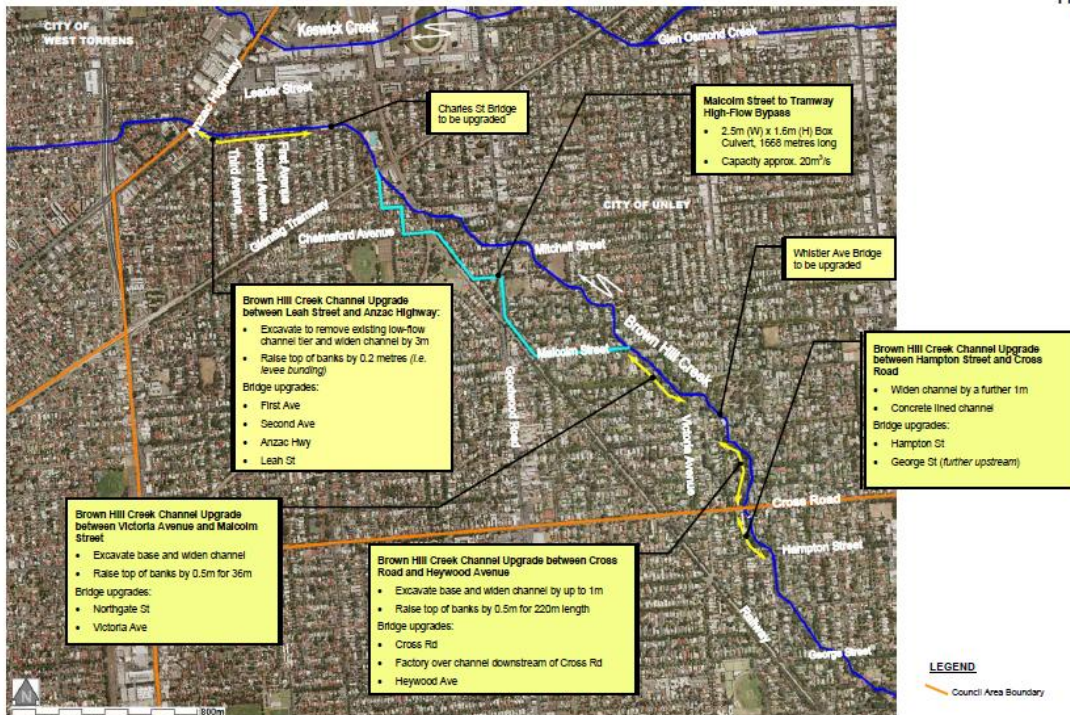 CITY OF
WEST TORRENS
Keswick Creek
Glen Osmond Creek
Anzac Highway
Leader Street
Charles St Bridge
to be upgraded
Malcolm Street to Tramway
High-Flow Bypass
• 2.5m (W) x 1.6m (H) Box
Culvert, 1668 metres long
• Capacity approx. 20m³/s
First Avenue
Second Avenue
Third Avenue
Glenelg Tramway
Chelmsford Avenue
CITY OF UNLEY
Mitchell Street
Whistler Ave Bridge
to be upgraded
Brown Hill Creek Channel Upgrade
between Leah Street and Anzac Highway:
• Excavate to remove existing low-flow
channel tier and widen channel by 3m
• Raise top of banks by 0.2 metres (i.e.
levee bunding)
Bridge upgrades:
• First Ave
• Second Ave
• Anzac Hwy
• Leah St
Brown Hill Creek
Malcolm Street
Goodwood Road
Victoria Avenue
Brown Hill Creek Channel Upgrade
between Hampton Street and Cross
Road
• Widen channel by a further 1m
• Concrete lined channel
Bridge upgrades:
• Hampton St
• George St (further upstream)
Cross Road
Brown Hill Creek Channel Upgrade
between Victoria Avenue and Malcolm
Street
• Excavate base and widen channel
• Raise top of banks by 0.5m for 36m
Bridge upgrades:
• Northgate St
• Victoria Ave
Brown Hill Creek Channel Upgrade between Cross
Road and Heywood Avenue
• Excavate base and widen channel by up to 1m
• Raise top of banks by 0.5m for 220m length
Bridge upgrades:
• Cross Rd
• Factory over channel downstream of Cross Rd
• Heywood Ave
Hampton Street
Railway
George Street
N
800m
LEGEND
Council Area Boundary